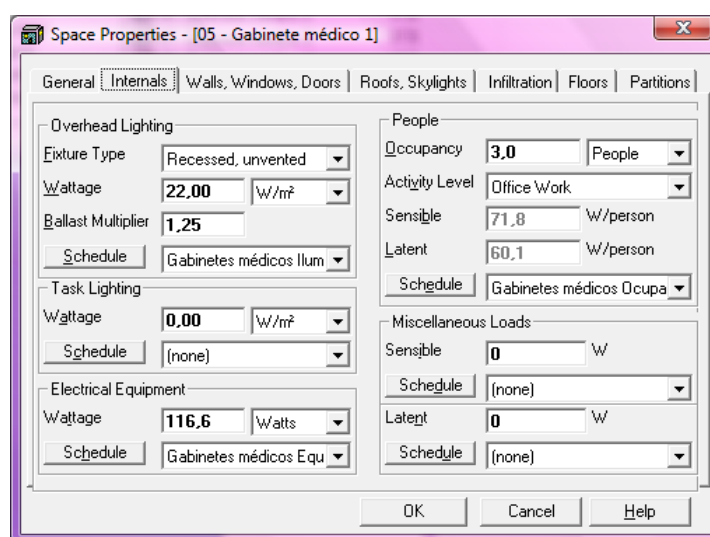 Space Properties - [05 - Gabinete médico 1]
General Internals Walls, Windows, Doors Roofs, Skylights Infiltration Floors Partitions
Overhead Lighting
Fixture Type Recessed, unvented
Wattage 22,00 W/m²
Ballast Multiplier 1,25
Schedule Gabinetes médicos Ilum
Task Lighting
Wattage 0,00 W/m²
Schedule (none)
Electrical Equipment
Wattage 116,6 Watts
Schedule Gabinetes médicos Equ
People
Occupancy 3,0 People
Activity Level Office Work
Sensible 71,8 W/person
Latent 60,1 W/person
Schedule Gabinetes médicos Ocupa
Miscellaneous Loads
Sensible 0 W
Schedule (none)
Latent 0 W
Schedule (none)
OK Cancel Help